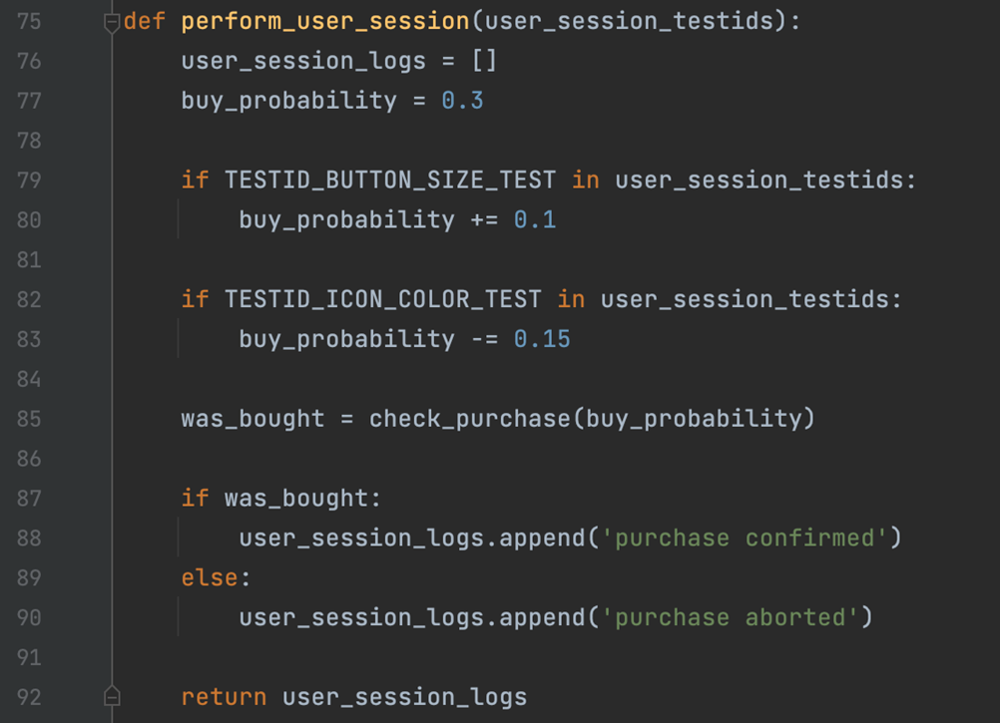 75 def perform_user_session(user_session_testids):
76     user_session_logs = []
77     buy_probability = 0.3
78
79     if TESTID_BUTTON_SIZE_TEST in user_session_testids:
80         buy_probability += 0.1
81
82     if TESTID_ICON_COLOR_TEST in user_session_testids:
83         buy_probability -= 0.15
84
85     was_bought = check_purchase(buy_probability)
86
87     if was_bought:
88         user_session_logs.append('purchase confirmed')
89     else:
90         user_session_logs.append('purchase aborted')
91
92     return user_session_logs